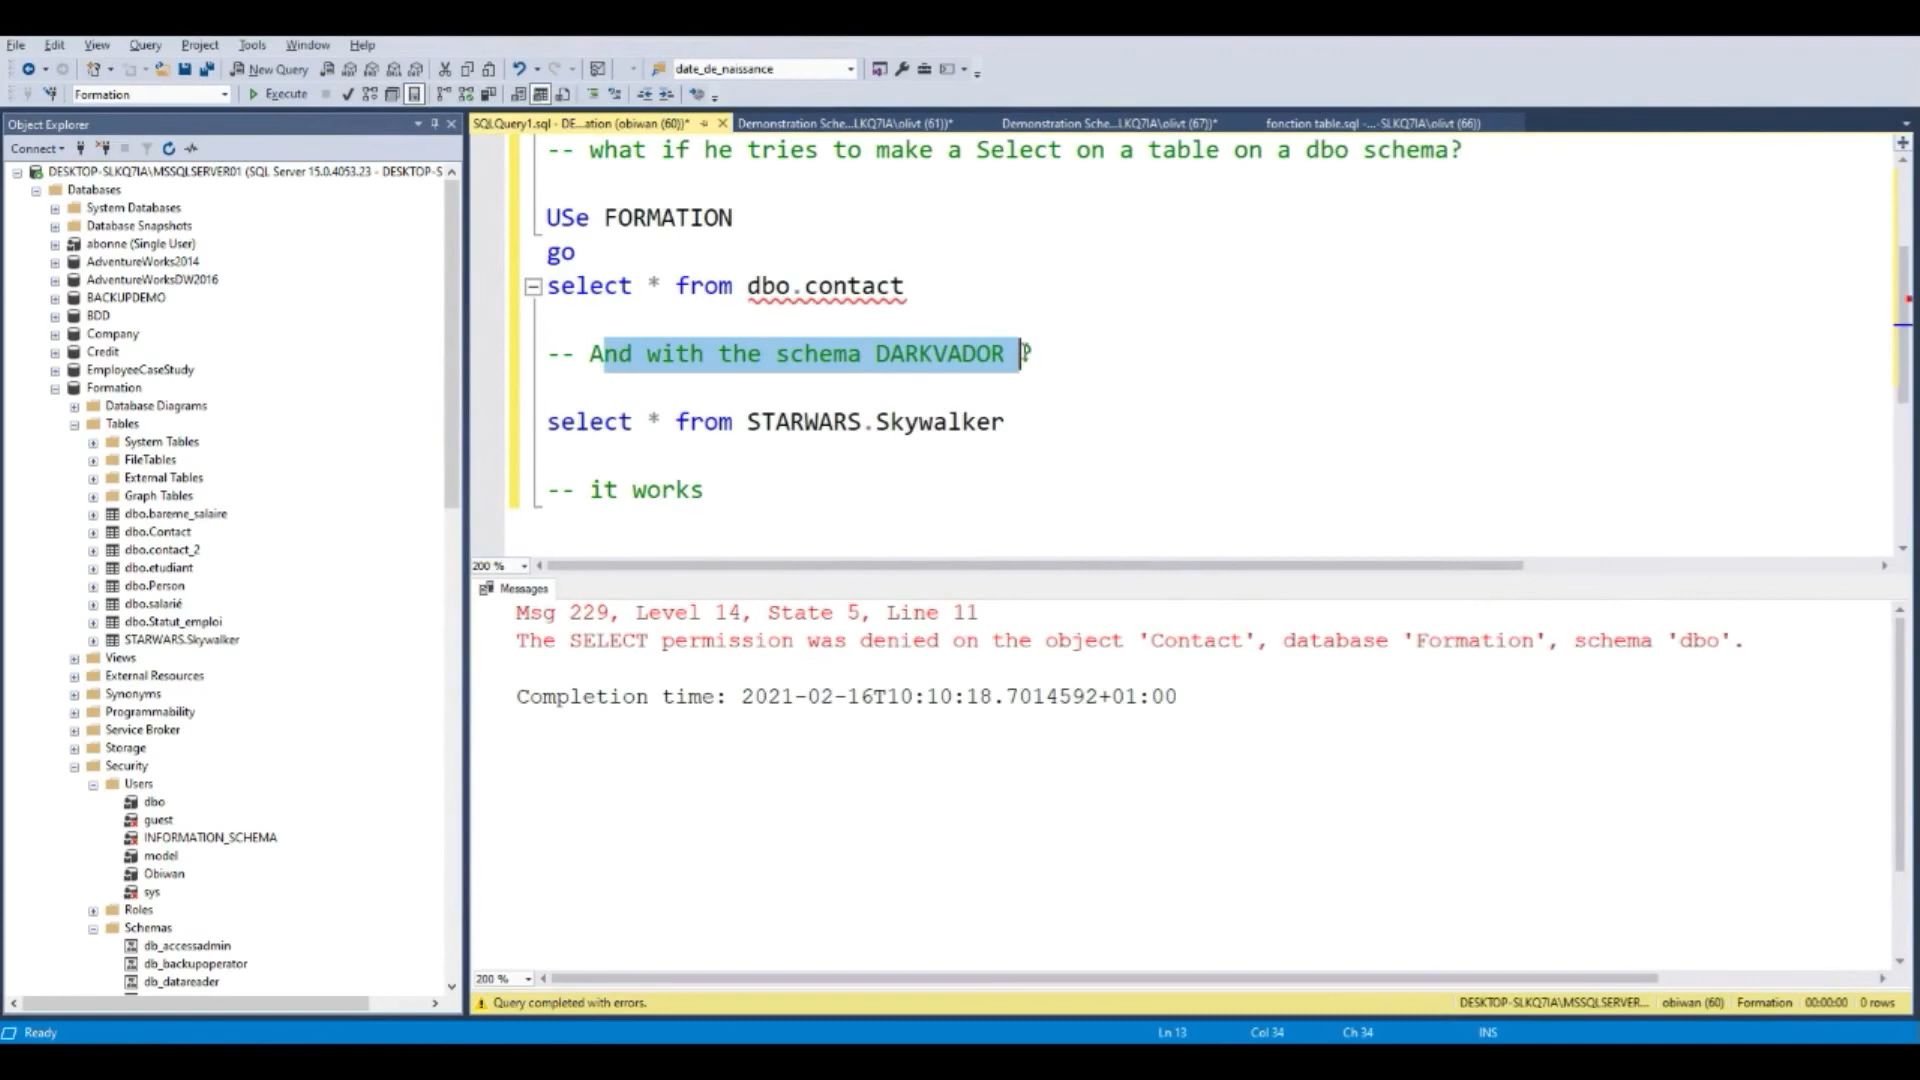 File Edit View Query Project Tools Window Help
New Query date_de_naissance
Formation Execute
Object Explorer
Connect
DESKTOP-SLKQ7IA\MSSQLSERVER01 (SQL Server 15.0.4053.23 - DESKTOP-S
Databases
System Databases
Database Snapshots
abonne (Single User)
AdventureWorks2014
AdventureWorksDW2016
BACKUPDEMO
BDD
Company
Credit
EmployeeCaseStudy
Formation
Database Diagrams
Tables
System Tables
FileTables
External Tables
Graph Tables
dbo.bareme_salaire
dbo.Contact
dbo.contact_2
dbo.etudiant
dbo.Person
dbo.salarié
dbo.Statut_emploi
STARWARS.Skywalker
Views
External Resources
Synonyms
Programmability
Service Broker
Storage
Security
Users
dbo
guest
INFORMATION_SCHEMA
model
Obiwan
sys
Roles
Schemas
db_accessadmin
db_backupoperator
db_datareader
SQLQuery1.sql - DE...ation (obiwan (60))* Demonstration Sche...LKQ7IA\olivt (61))* Demonstration Sche...LKQ7IA\olivt (67))* fonction table.sql -...-SLKQ7IA\olivt (66))
-- what if he tries to make a Select on a table on a dbo schema?
USe FORMATION
go
select * from dbo.contact
-- And with the schema DARKVADOR ?
select * from STARWARS.Skywalker
-- it works
200 %
Messages
Msg 229, Level 14, State 5, Line 11
The SELECT permission was denied on the object 'Contact', database 'Formation', schema 'dbo'.
Completion time: 2021-02-16T10:10:18.7014592+01:00
200 %
Query completed with errors. DESKTOP-SLKQ7IA\MSSQLSERVER... obiwan (60) Formation 00:00:00 0 rows
Ready Ln 13 Col 34 Ch 34 INS